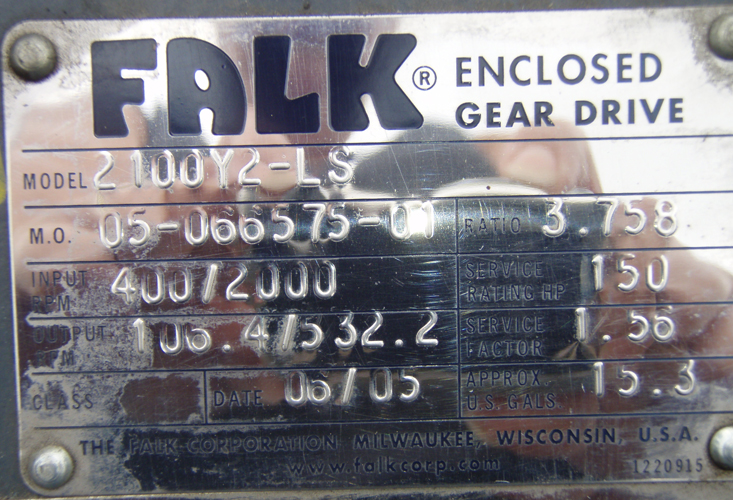 FALK® ENCLOSED
GEAR DRIVE
MODEL 2100Y2-LS
M.O. 05-066575-01 RATIO 3.758
INPUT RPM 400/2000 SERVICE RATING HP 150
OUTPUT RPM 106.4/532.2 SERVICE FACTOR 1.56
CLASS DATE 06/05 APPROX U.S. GALS. 15.3
THE FALK CORPORATION MILWAUKEE, WISCONSIN, U.S.A.
www.falkcorp.com 1220915